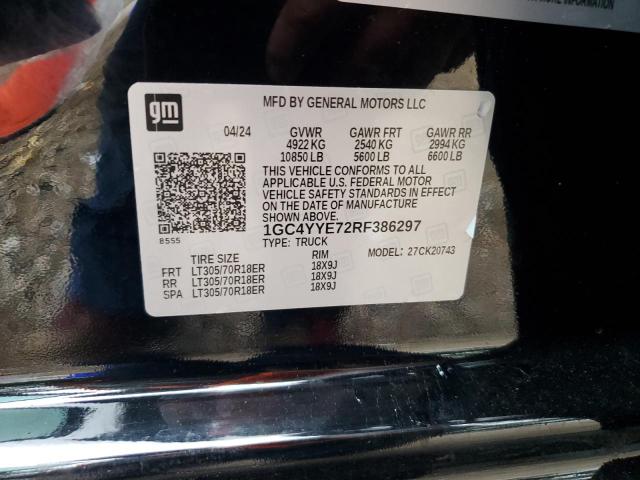 INFORMATION
gm
MFD BY GENERAL MOTORS LLC
04/24 GVWR GAWR FRT GAWR RR
4922 KG 2540 KG 2994 KG
10850 LB 5600 LB 6600 LB
THIS VEHICLE CONFORMS TO ALL
APPLICABLE U.S. FEDERAL MOTOR
VEHICLE SAFETY STANDARDS IN EFFECT
ON THE DATE OF MANUFACTURE
SHOWN ABOVE.
8555
1GC4YYE72RF386297
TYPE: TRUCK MODEL: 27CK20743
TIRE SIZE RIM
FRT LT305/70R18ER 18X9J
RR LT305/70R18ER 18X9J
SPA LT305/70R18ER 18X9J